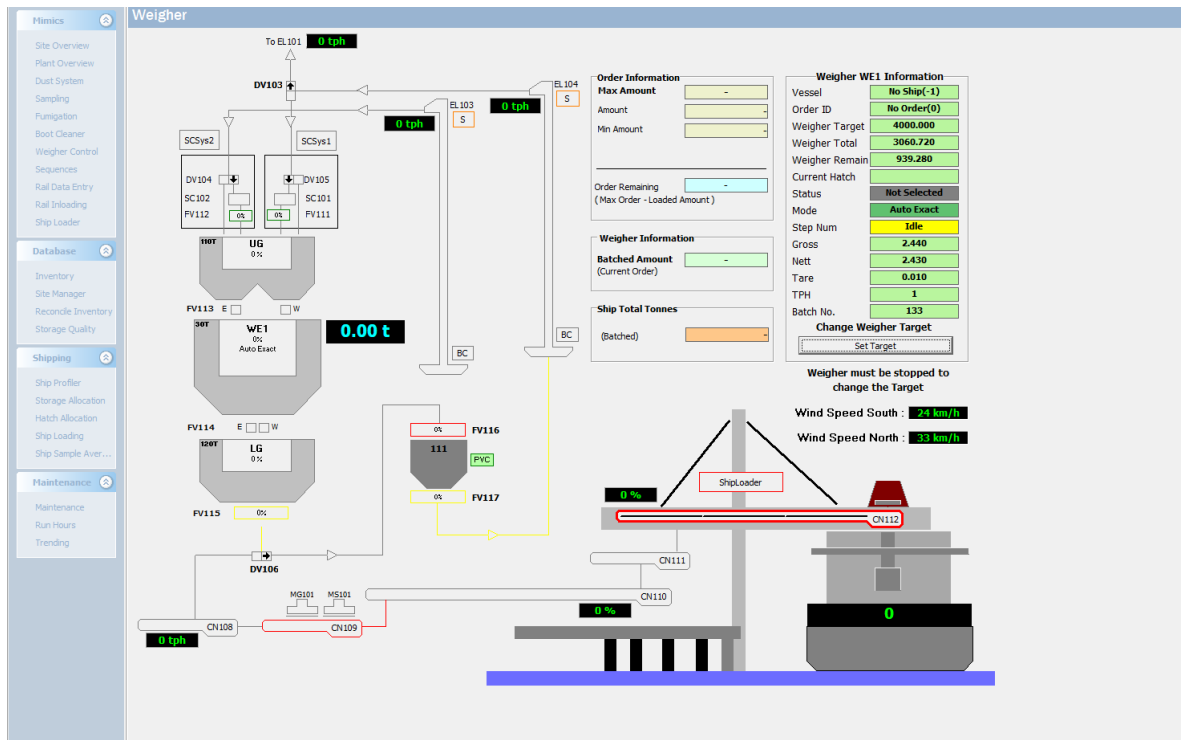 Weigher
Mimics
Site Overview
Plant Overview
Dust System
Sampling
Fumigation
Boot Cleaner
Weigher Control
Sequences
Rail Data Entry
Rail Inloading
Ship Loader
Database
Inventory
Site Manager
Reconcile Inventory
Storage Quality
Shipping
Ship Profiler
Storage Allocation
Hatch Allocation
Ship Loading
Ship Sample Aver...
Maintenance
Maintenance
Run Hours
Trending
To EL101 0 tph
DV103
EL104
S
0 tph
EL103
S
0 tph
SCSys2 SCSys1
DV104 DV105
SC102 SC101
FV112 0% 0% FV111
110T UG
0%
FV113 E W
30T WE1
0%
Auto Exact
0.00 t
BC
BC
FV114 E W
120T LG
0%
FV115 0%
DV106
0% FV116
111
PVC
0% FV117
MG101 MS101
CN108
CN109
0 tph
CN110
CN111
0 %
0 %
ShipLoader
CN112
0
Order Information
Max Amount -
Amount -
Min Amount -
Order Remaining -
( Max Order - Loaded Amount )
Weigher Information
Batched Amount -
(Current Order)
Ship Total Tonnes
(Batched) -
Weigher WE1 Information
Vessel No Ship(-1)
Order ID No Order(0)
Weigher Target 4000.000
Weigher Total 3060.720
Weigher Remain 939.280
Current Hatch
Status Not Selected
Mode Auto Exact
Step Num Idle
Gross 2.440
Nett 2.430
Tare 0.010
TPH 1
Batch No. 133
Change Weigher Target
Set Target
Weigher must be stopped to
change the Target
Wind Speed South : 24 km/h
Wind Speed North : 33 km/h